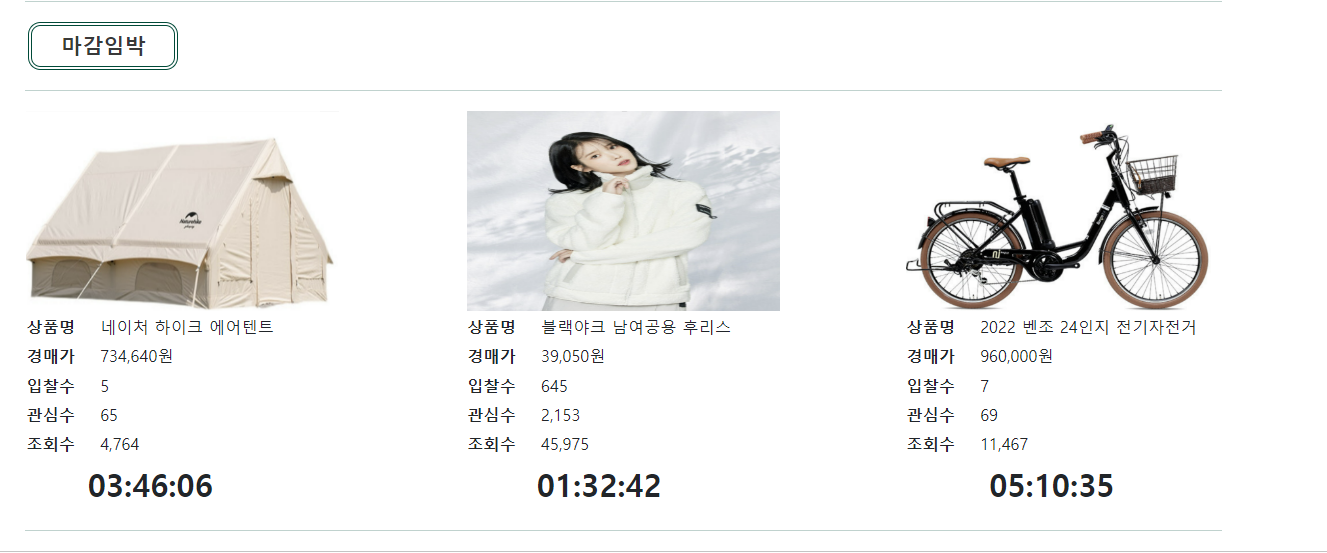 마감임박
Naturehike
상품명 네이처 하이크 에어텐트
경매가 734,640원
입찰수 5
관심수 65
조회수 4,764
03:46:06
상품명 블랙야크 남여공용 후리스
경매가 39,050원
입찰수 645
관심수 2,153
조회수 45,975
01:32:42
상품명 2022 벤조 24인지 전기자전거
경매가 960,000원
입찰수 7
관심수 69
조회수 11,467
05:10:35